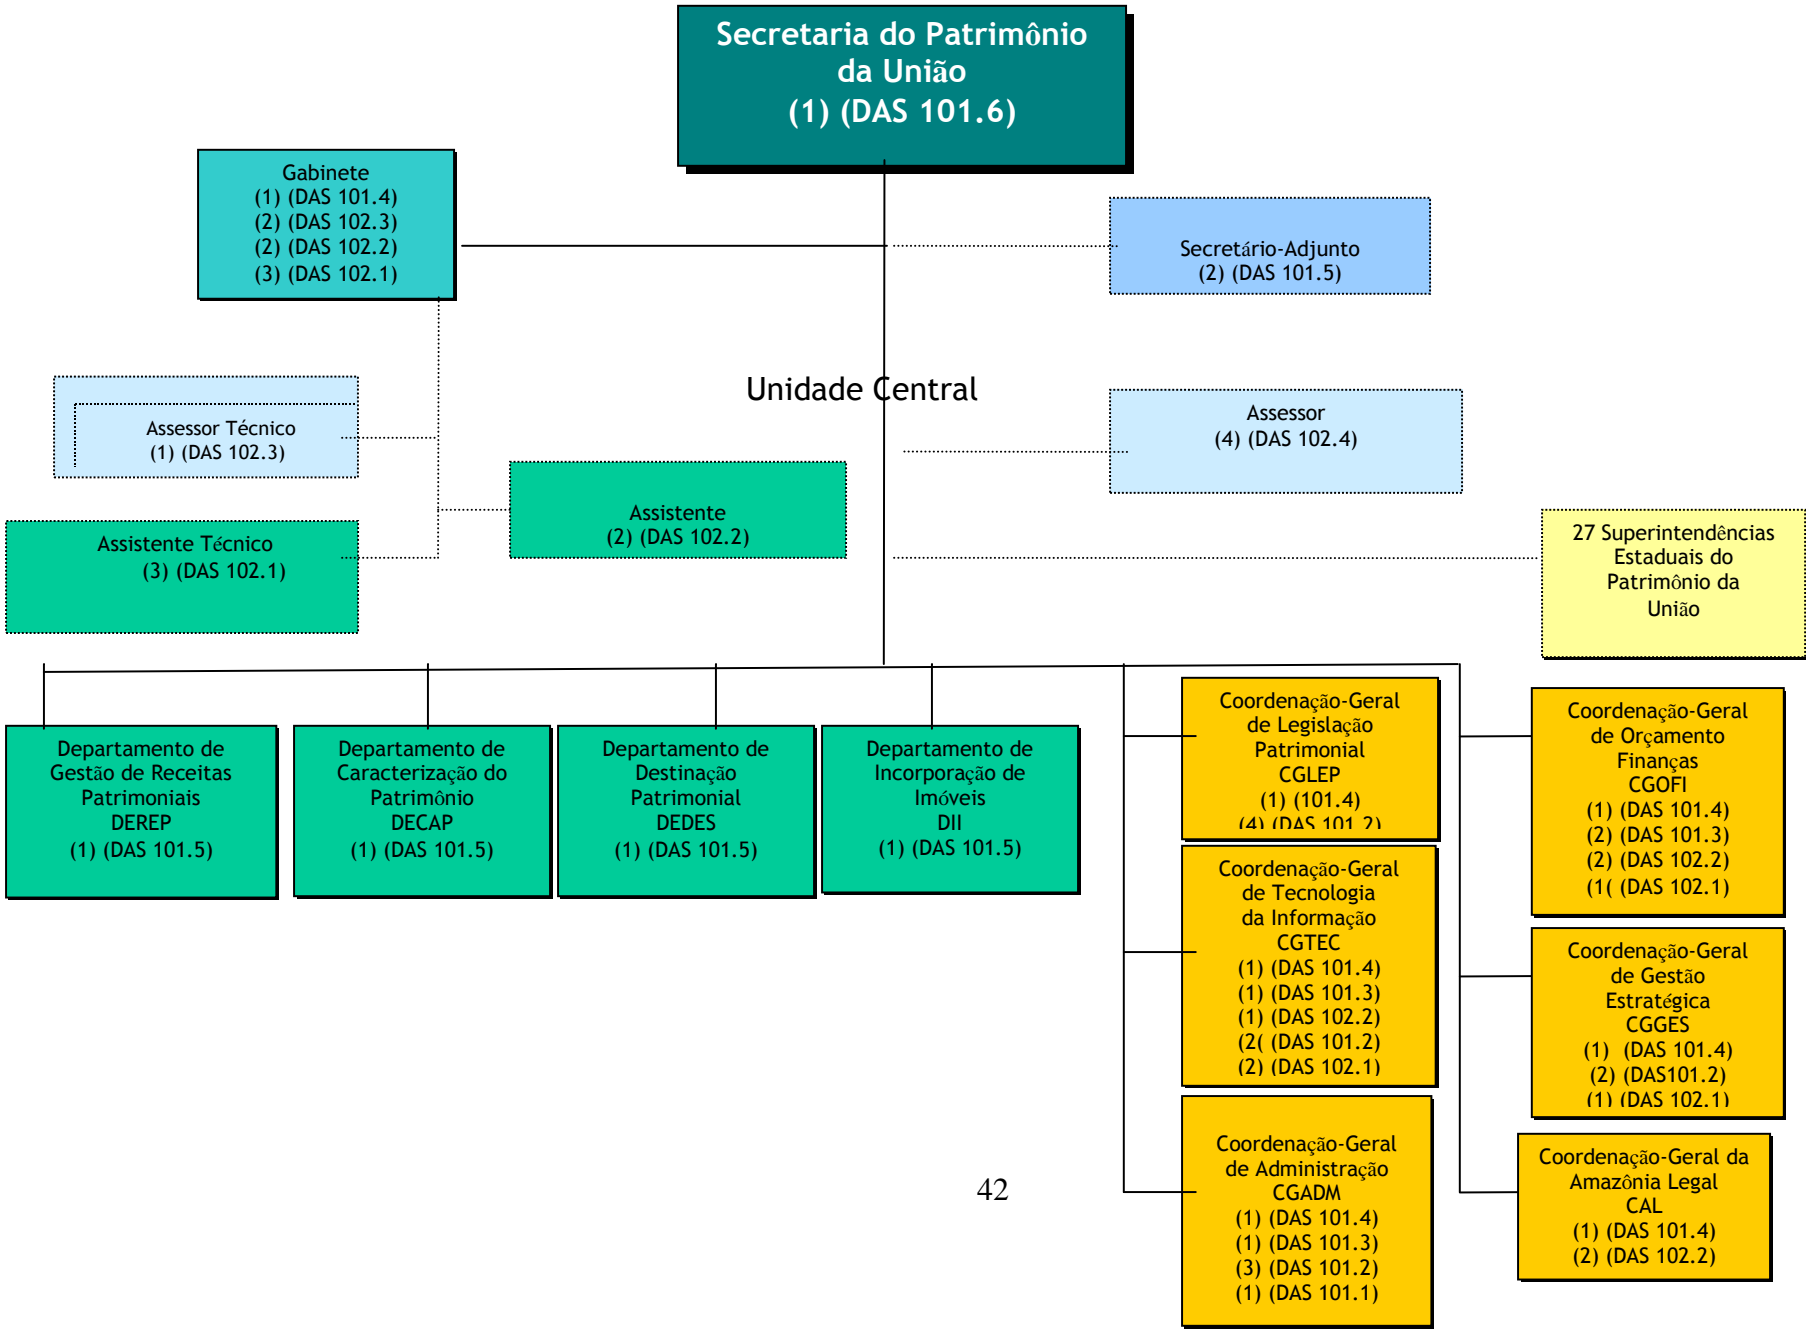 Secretaria do Patrimônio
da União
(1) (DAS 101.6)
Gabinete
(1) (DAS 101.4)
(2) (DAS 102.3)
(2) (DAS 102.2)
(3) (DAS 102.1)
Secretário-Adjunto
(2) (DAS 101.5)
Unidade Central
Assessor Técnico
(1) (DAS 102.3)
Assessor
(4) (DAS 102.4)
Assistente
(2) (DAS 102.2)
Assistente Técnico
(3) (DAS 102.1)
27 Superintendências
Estaduais do
Patrimônio da
União
Departamento de
Gestão de Receitas
Patrimoniais
DEREP
(1) (DAS 101.5)
Departamento de
Caracterização do
Patrimônio
DECAP
(1) (DAS 101.5)
Departamento de
Destinação
Patrimonial
DEDES
(1) (DAS 101.5)
Departamento de
Incorporação de
Imóveis
DII
(1) (DAS 101.5)
Coordenação-Geral
de Legislação
Patrimonial
CGLEP
(1) (101.4)
(4) (DAS 101.2)
Coordenação-Geral
de Orçamento
Finanças
CGOFI
(1) (DAS 101.4)
(2) (DAS 101.3)
(2) (DAS 102.2)
(1( (DAS 102.1)
Coordenação-Geral
de Tecnologia
da Informação
CGTEC
(1) (DAS 101.4)
(1) (DAS 101.3)
(1) (DAS 102.2)
(2( (DAS 101.2)
(2) (DAS 102.1)
Coordenação-Geral
de Gestão
Estratégica
CGGES
(1) (DAS 101.4)
(2) (DAS101.2)
(1) (DAS 102.1)
Coordenação-Geral
de Administração
CGADM
(1) (DAS 101.4)
(1) (DAS 101.3)
(3) (DAS 101.2)
(1) (DAS 101.1)
Coordenação-Geral da
Amazônia Legal
CAL
(1) (DAS 101.4)
(2) (DAS 102.2)
42